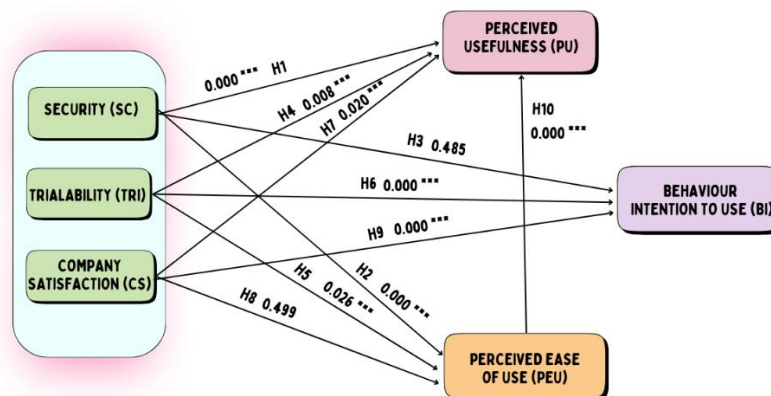 PERCEIVED
USEFULNESS (PU)
0.000*** H1
H4 0.008***
H7 0.020***
H10
0.000***
SECURITY (SC)
H3 0.485
TRIALABILITY (TRI)
H6 0.000***
BEHAVIOUR
INTENTION TO USE (BI)
H9 0.000***
COMPANY
SATISFACTION (CS)
H2 0.000***
H5 0.026***
H8 0.499
PERCEIVED EASE
OF USE (PEU)